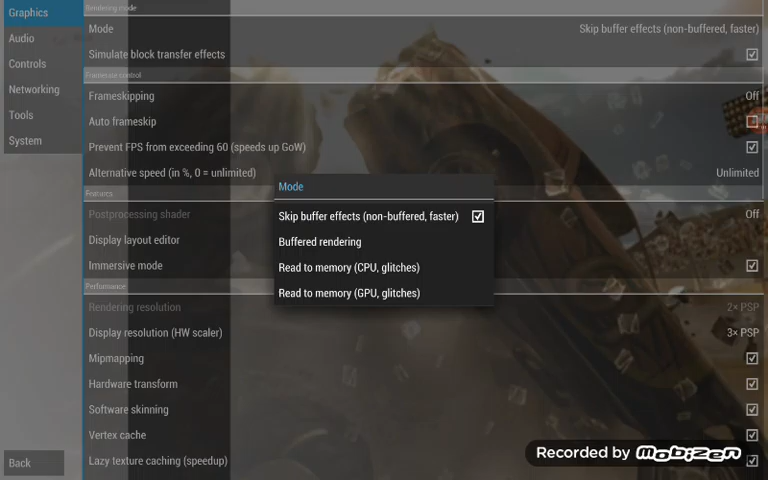 Graphics
Audio
Controls
Networking
Tools
System
Back
Rendering mode
Mode Skip buffer effects (non-buffered, faster)
Simulate block transfer effects
Framerate control
Frameskipping Off
Auto frameskip
Prevent FPS from exceeding 60 (speeds up GoW)
Alternative speed (in %, 0 = unlimited) Unlimited
Features
Postprocessing shader Off
Display layout editor
Immersive mode
Performance
Rendering resolution 2× PSP
Display resolution (HW scaler) 3× PSP
Mipmapping
Hardware transform
Software skinning
Vertex cache
Lazy texture caching (speedup)
Mode
Skip buffer effects (non-buffered, faster)
Buffered rendering
Read to memory (CPU, glitches)
Read to memory (GPU, glitches)
Recorded by Mobizen